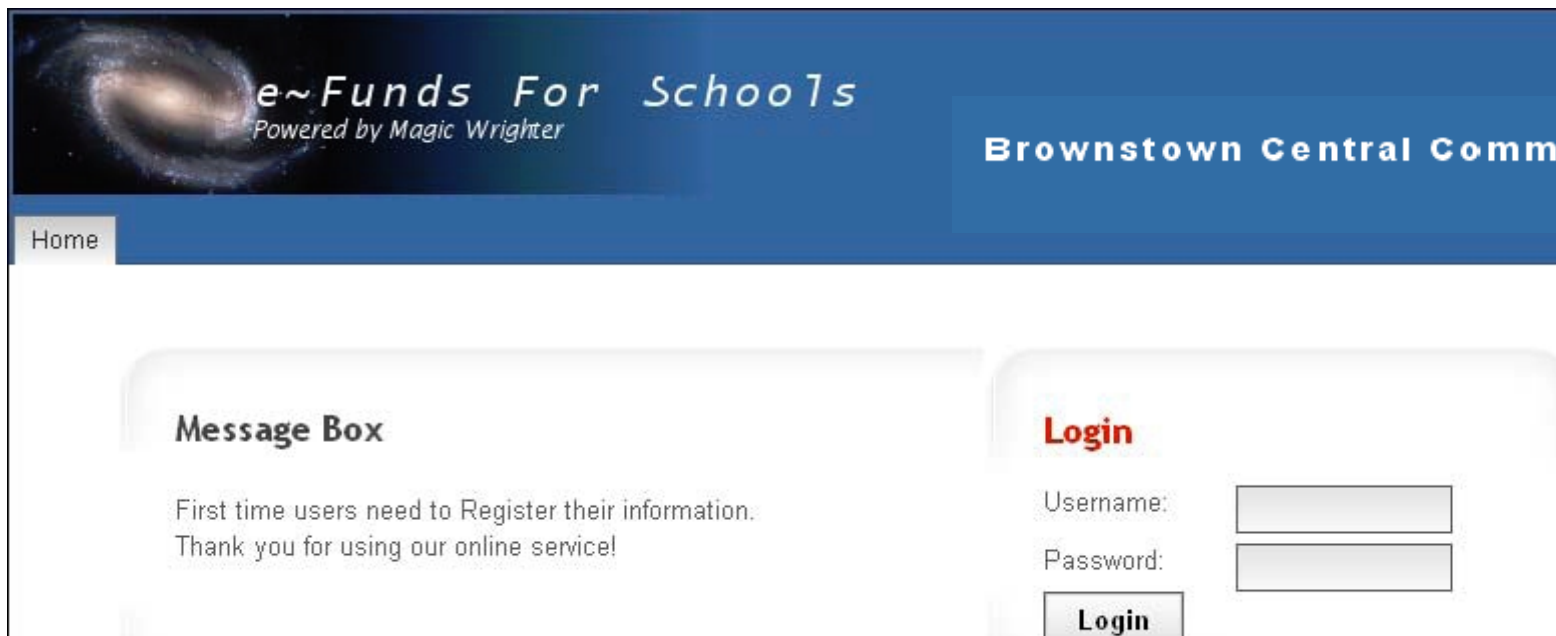 e~Funds For Schools
Powered by Magic Wrighter
Brownstown Central Comm
Home
Message Box
First time users need to Register their information.
Thank you for using our online service!
Login
Username:
Password:
Login